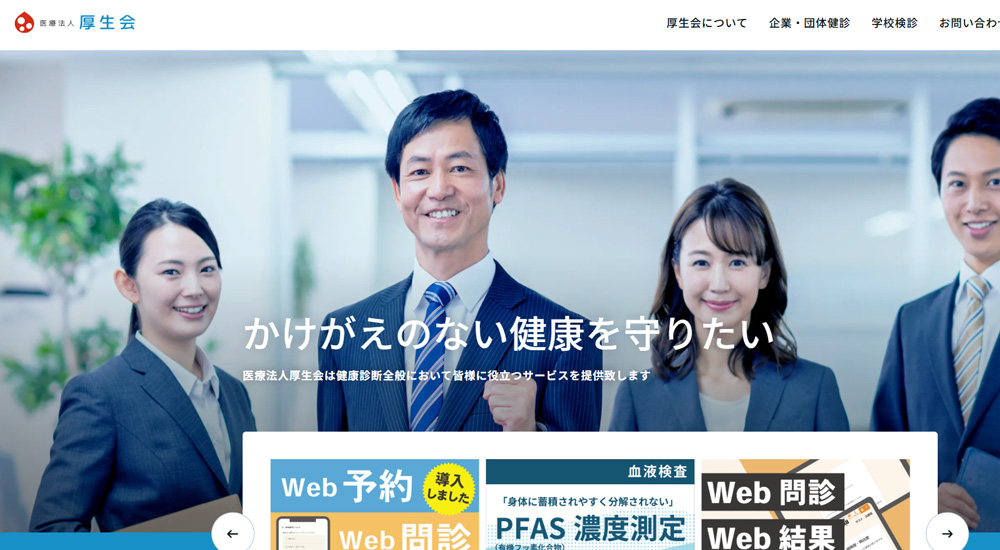 医療法人 厚生会
厚生会について 企業・団体健診 学校検診 お問い合わ
かけがえのない健康を守りたい
医療法人厚生会は健康診断全般において皆様に役立つサービスを提供致します
Web予約
導入
しました
Web問診
血液検査
「身体に蓄積されやすく分解されない」
PFAS 濃度測定
(有機フッ素化合物)
Web 問診
Web 結果